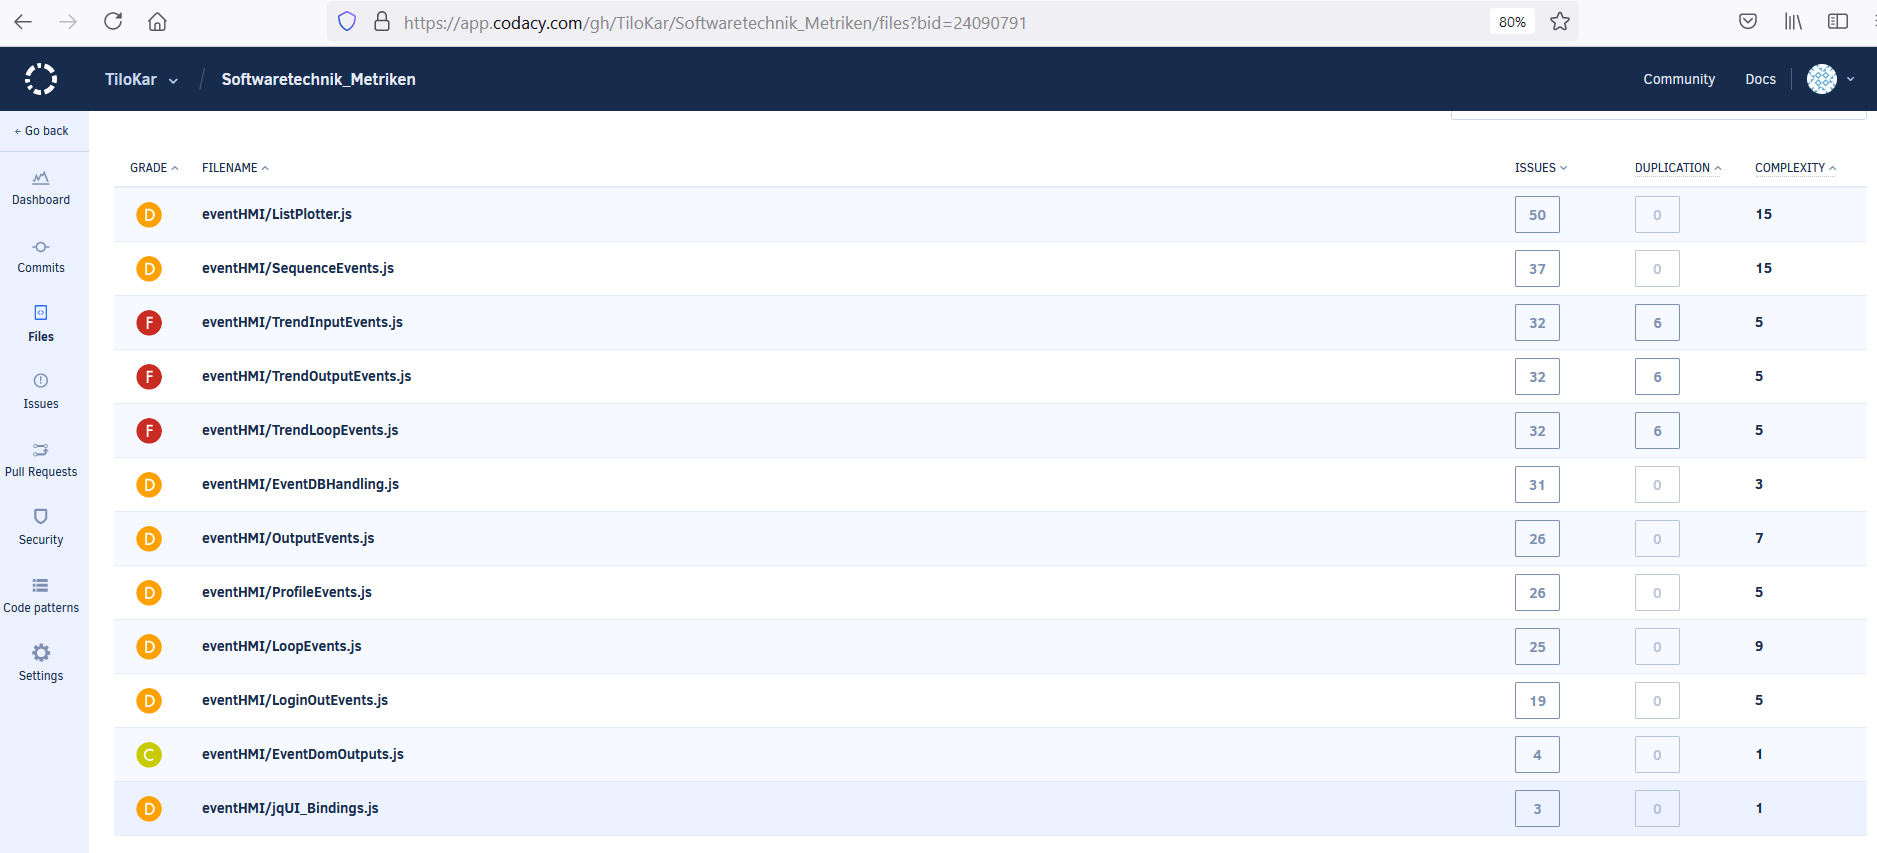 https://app.codacy.com/gh/TiloKar/Softwaretechnik_Metriken/files?bid=24090791 80%
TiloKar / Softwaretechnik_Metriken Community Docs
← Go back
Dashboard
Commits
Files
Issues
Pull Requests
Security
Code patterns
Settings
GRADE FILENAME ISSUES DUPLICATION COMPLEXITY
D eventHMI/ListPlotter.js 50 0 15
D eventHMI/SequenceEvents.js 37 0 15
F eventHMI/TrendInputEvents.js 32 6 5
F eventHMI/TrendOutputEvents.js 32 6 5
F eventHMI/TrendLoopEvents.js 32 6 5
D eventHMI/EventDBHandling.js 31 0 3
D eventHMI/OutputEvents.js 26 0 7
D eventHMI/ProfileEvents.js 26 0 5
D eventHMI/LoopEvents.js 25 0 9
D eventHMI/LoginOutEvents.js 19 0 5
C eventHMI/EventDomOutputs.js 4 0 1
D eventHMI/jqUI_Bindings.js 3 0 1